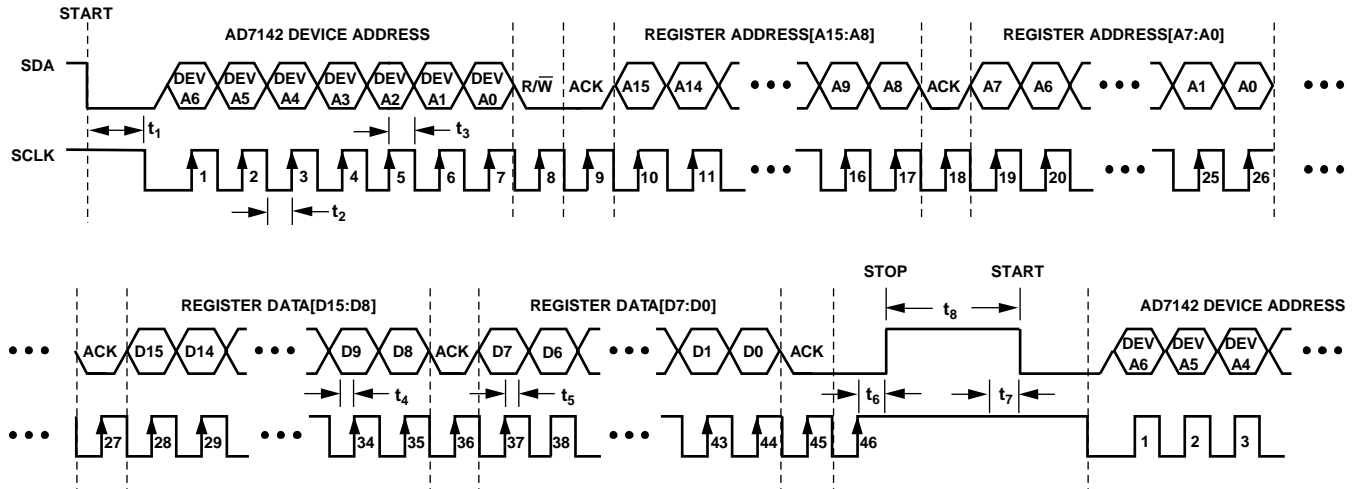 START
AD7142 DEVICE ADDRESS REGISTER ADDRESS[A15:A8] REGISTER ADDRESS[A7:A0]
SDA DEV A6 DEV A5 DEV A4 DEV A3 DEV A2 DEV A1 DEV A0 R/W̅ ACK A15 A14 A9 A8 ACK A7 A6 A1 A0
t1 t3
SCLK 1 2 3 4 5 6 7 8 9 10 11 16 17 18 19 20 25 26
t2
STOP START
REGISTER DATA[D15:D8] REGISTER DATA[D7:D0] t8 AD7142 DEVICE ADDRESS
ACK D15 D14 D9 D8 ACK D7 D6 D1 D0 ACK DEV A6 DEV A5 DEV A4
t4 t5 t6 t7
27 28 29 34 35 36 37 38 43 44 45 46 1 2 3